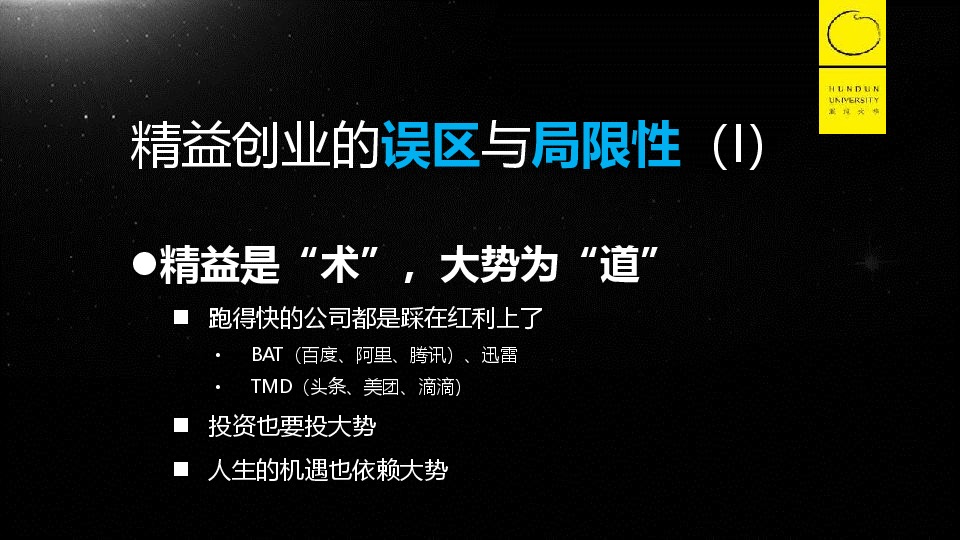 HUNDUN
UNIVERSITY
混沌大学
精益创业的误区与局限性（I）
●精益是“术”，大势为“道”
■ 跑得快的公司都是踩在红利上了
• BAT（百度、阿里、腾讯）、迅雷
• TMD（头条、美团、滴滴）
■ 投资也要投大势
■ 人生的机遇也依赖大势